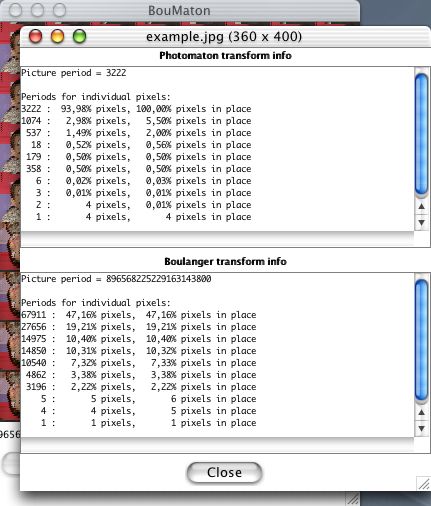 BouMaton
example.jpg (360 x 400)
Photomaton transform info
Picture period = 3222
Periods for individual pixels:
3222 : 93,98% pixels, 100,00% pixels in place
1074 : 2,98% pixels, 5,50% pixels in place
537 : 1,49% pixels, 2,00% pixels in place
18 : 0,52% pixels, 0,56% pixels in place
179 : 0,50% pixels, 0,50% pixels in place
358 : 0,50% pixels, 0,50% pixels in place
6 : 0,02% pixels, 0,03% pixels in place
3 : 0,01% pixels, 0,01% pixels in place
2 : 4 pixels, 0,01% pixels in place
1 : 4 pixels, 4 pixels in place
Boulanger transform info
Picture period = 896568225229163143800
Periods for individual pixels:
67911 : 47,16% pixels, 47,16% pixels in place
27656 : 19,21% pixels, 19,21% pixels in place
14975 : 10,40% pixels, 10,40% pixels in place
14850 : 10,31% pixels, 10,32% pixels in place
10540 : 7,32% pixels, 7,33% pixels in place
4862 : 3,38% pixels, 3,38% pixels in place
3196 : 2,22% pixels, 2,22% pixels in place
5 : 5 pixels, 6 pixels in place
4 : 4 pixels, 5 pixels in place
1 : 1 pixels, 1 pixels in place
Close